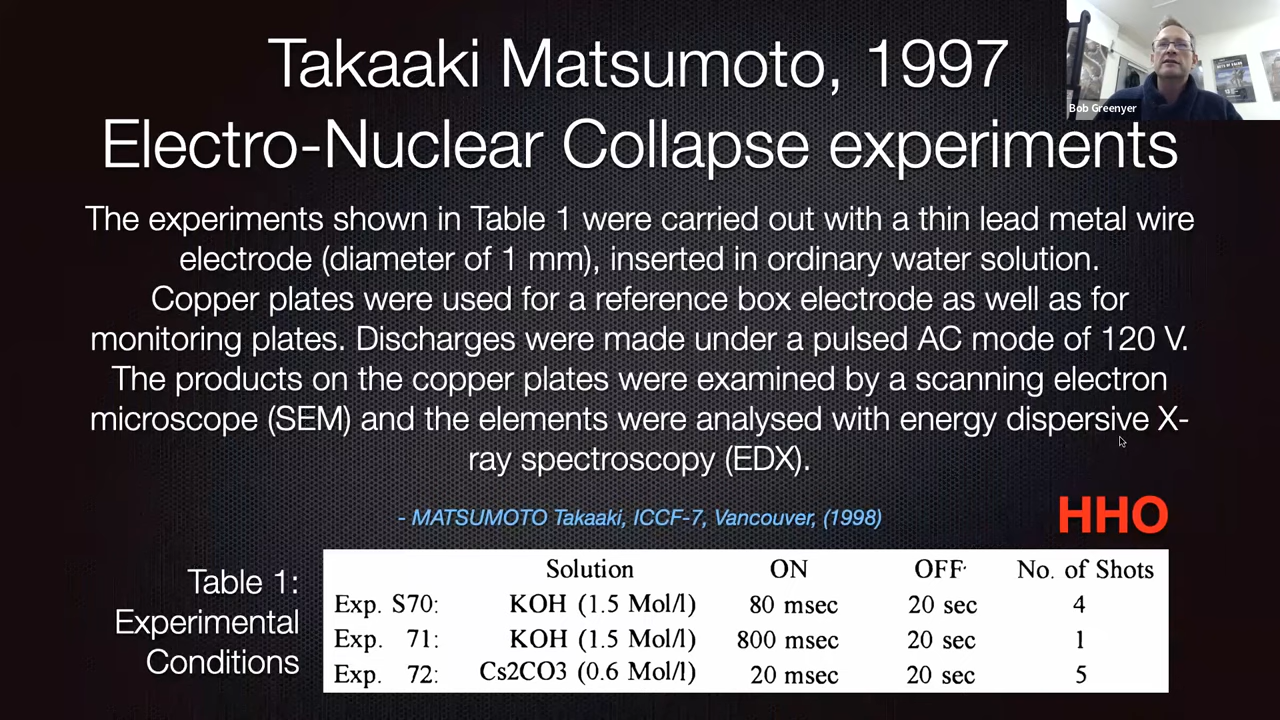 Takaaki Matsumoto, 1997
Electro-Nuclear Collapse experiments
Bob Greenyer
The experiments shown in Table 1 were carried out with a thin lead metal wire
electrode (diameter of 1 mm), inserted in ordinary water solution.
Copper plates were used for a reference box electrode as well as for
monitoring plates. Discharges were made under a pulsed AC mode of 120 V.
The products on the copper plates were examined by a scanning electron
microscope (SEM) and the elements were analysed with energy dispersive X-
ray spectroscopy (EDX).
- MATSUMOTO Takaaki, ICCF-7, Vancouver, (1998)
HHO
Table 1:
Experimental
Conditions
Solution ON OFF No. of Shots
Exp. S70: KOH (1.5 Mol/l) 80 msec 20 sec 4
Exp. 71: KOH (1.5 Mol/l) 800 msec 20 sec 1
Exp. 72: Cs2CO3 (0.6 Mol/l) 20 msec 20 sec 5